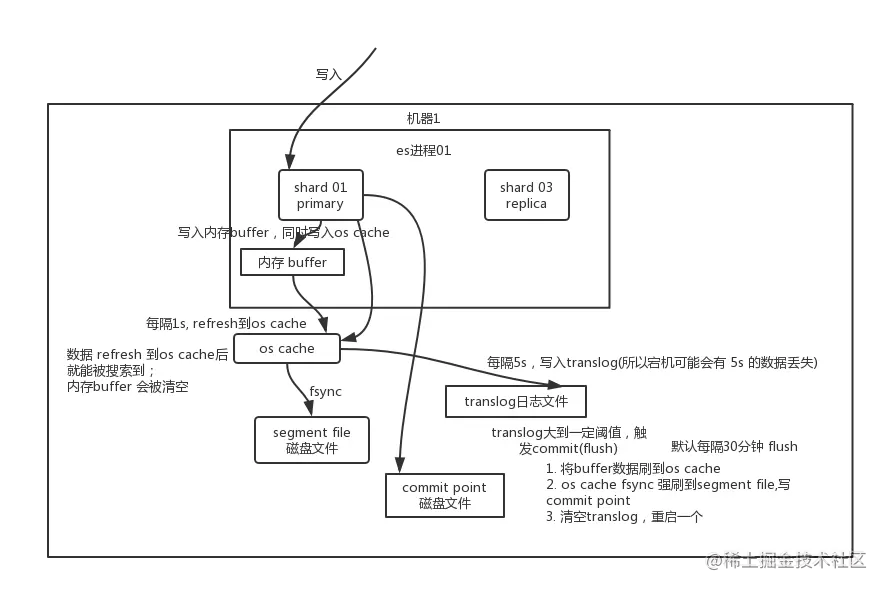 写入
机器1
es进程01
shard 01
primary
shard 03
replica
写入内存buffer，同时写入os cache
内存 buffer
每隔1s, refresh到os cache
os cache
数据 refresh 到os cache后
就能被搜索到；
内存buffer 会被清空
每隔5s，写入translog(所以宕机可能会有 5s 的数据丢失)
fsync
translog日志文件
segment file
磁盘文件
translog大到一定阈值，触
发commit(flush)
默认每隔30分钟 flush
1. 将buffer数据刷到os cache
2. os cache fsync 强刷到segment file,写
commit point
3. 清空translog，重启一个
commit point
磁盘文件
@稀土掘金技术社区